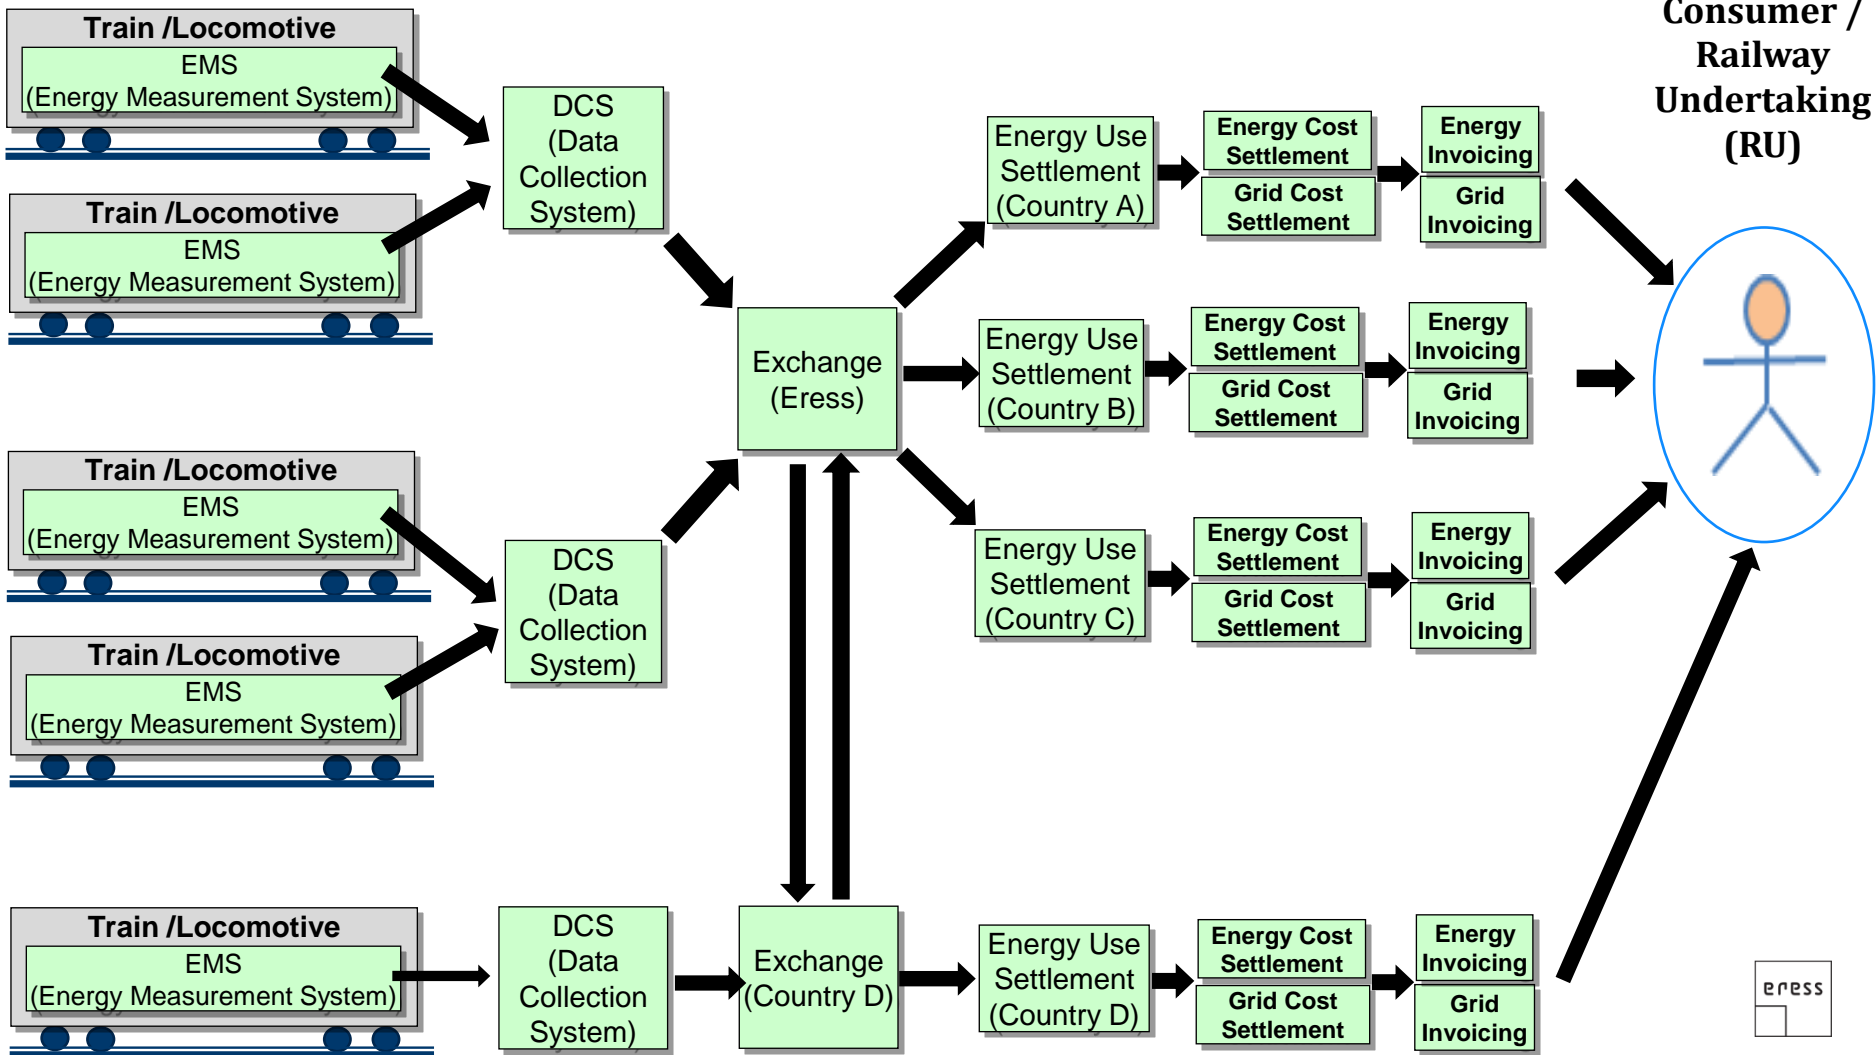 Consumer /
Railway
Undertaking
(RU)
Train /Locomotive
EMS
(Energy Measurement System)
Train /Locomotive
EMS
(Energy Measurement System)
DCS
(Data
Collection
System)
Energy Use
Settlement
(Country A)
Energy Cost
Settlement
Grid Cost
Settlement
Energy
Invoicing
Grid
Invoicing
Exchange
(Eress)
Energy Use
Settlement
(Country B)
Energy Cost
Settlement
Grid Cost
Settlement
Energy
Invoicing
Grid
Invoicing
Train /Locomotive
EMS
(Energy Measurement System)
Train /Locomotive
EMS
(Energy Measurement System)
DCS
(Data
Collection
System)
Energy Use
Settlement
(Country C)
Energy Cost
Settlement
Grid Cost
Settlement
Energy
Invoicing
Grid
Invoicing
Train /Locomotive
EMS
(Energy Measurement System)
DCS
(Data
Collection
System)
Exchange
(Country D)
Energy Use
Settlement
(Country D)
Energy Cost
Settlement
Grid Cost
Settlement
Energy
Invoicing
Grid
Invoicing
eress